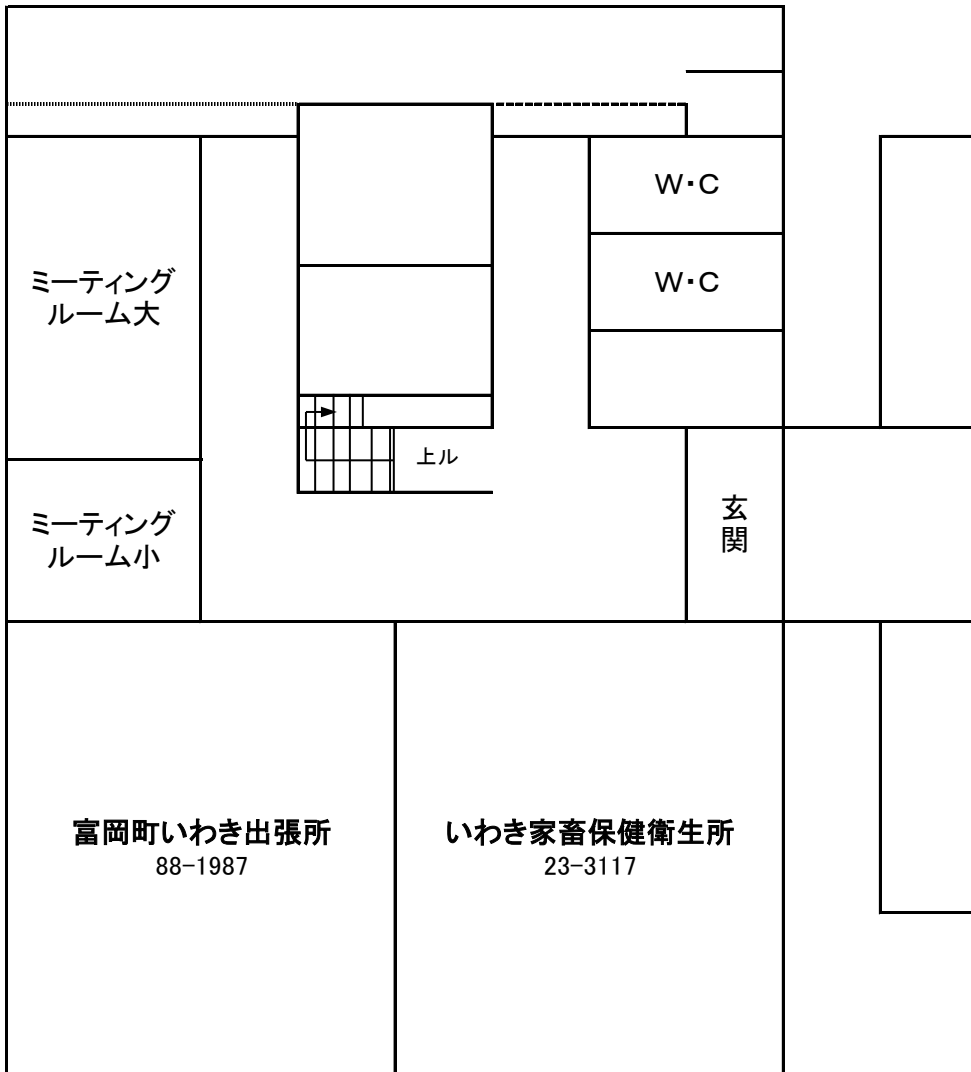 W・C
W・C
ミーティング
ルーム大
上ル
ミーティング
ルーム小
玄
関
富岡町いわき出張所
88-1987
いわき家畜保健衛生所
23-3117